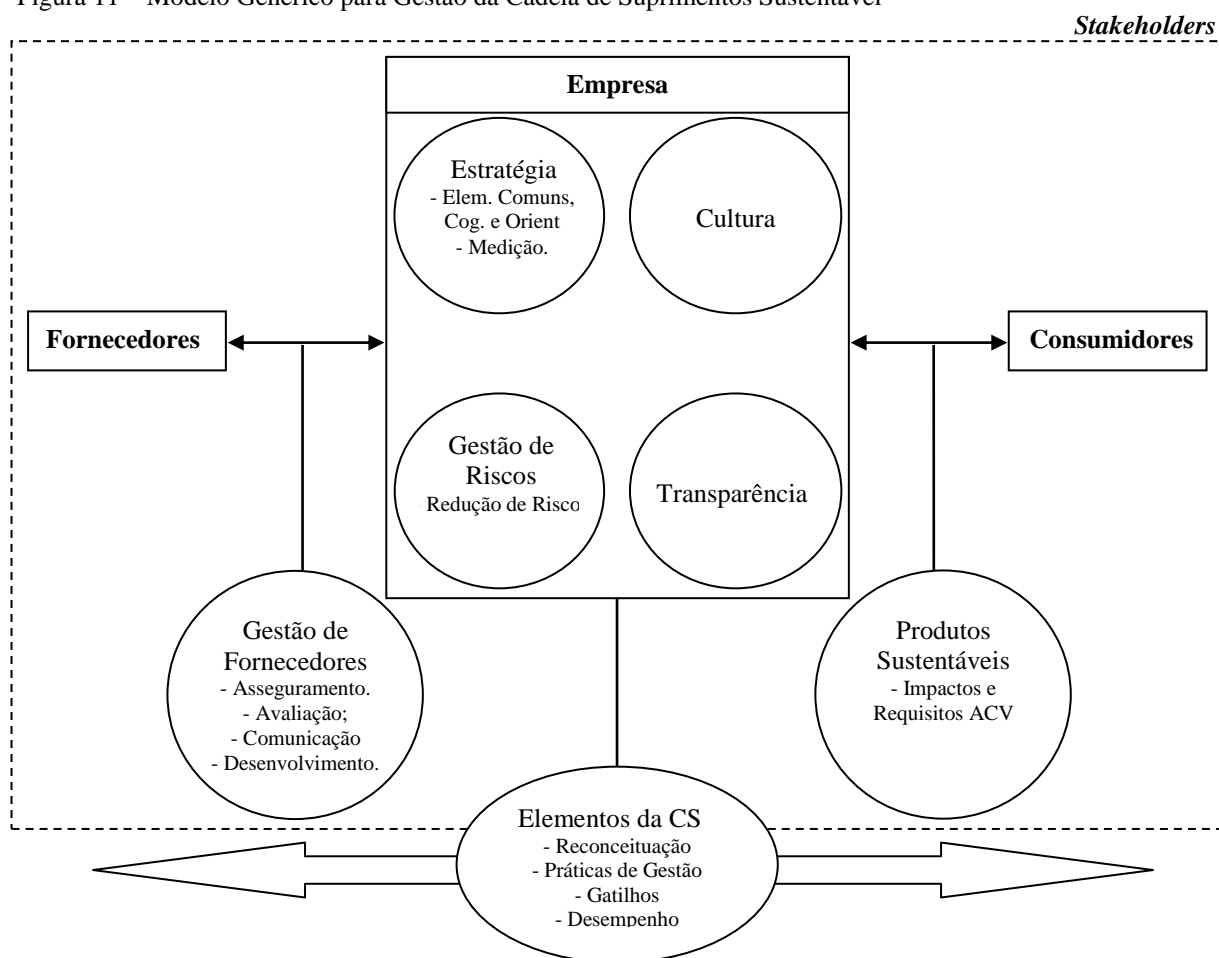 Figura 11 – Modelo Genérico para Gestão da Cadeia de Suprimentos Sustentável
Stakeholders
Empresa
Estratégia
- Elem. Comuns,
Cog. e Orient
- Medição.
Cultura
Fornecedores
Consumidores
Gestão de
Riscos
Redução de Risco
Transparência
Gestão de
Fornecedores
- Asseguramento.
- Avaliação;
- Comunicação
- Desenvolvimento.
Produtos
Sustentáveis
- Impactos e
Requisitos ACV
Elementos da CS
- Reconceituação
- Práticas de Gestão
- Gatilhos
- Desempenho